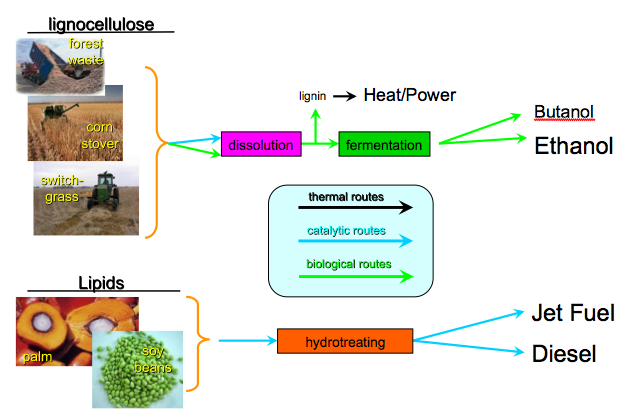 lignocellulose
forest
waste
corn
stover
switch-
grass
lignin
Heat/Power
dissolution
fermentation
Butanol
Ethanol
thermal routes
catalytic routes
biological routes
Lipids
palm
soy
beans
hydrotreating
Jet Fuel
Diesel